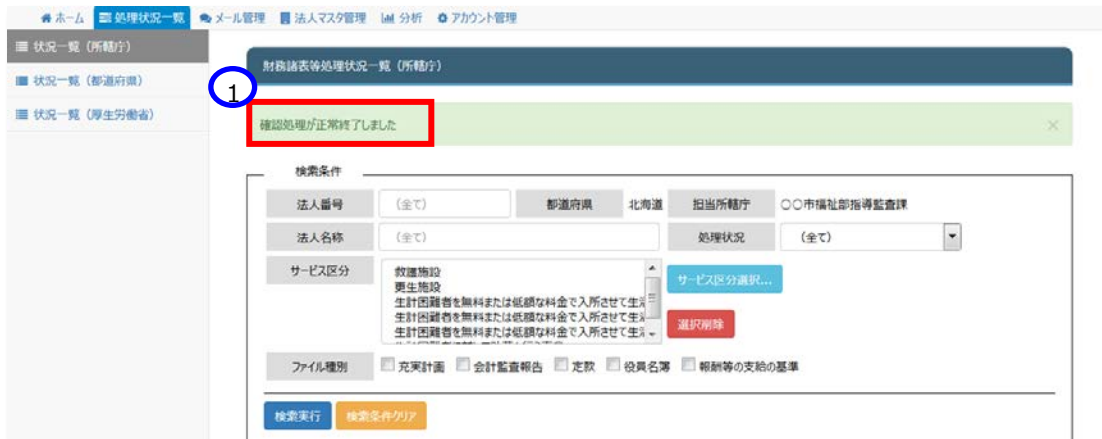 ホーム 処理状況一覧 メール管理 法人マスタ管理 分析 アカウント管理
状況一覧（所轄庁）
状況一覧（都道府県）
状況一覧（厚生労働省）
財務諸表等処理状況一覧（所轄庁）
1
確認処理が正常終了しました ×
検索条件
法人番号 （全て） 都道府県 北海道 担当所轄庁 〇〇市福祉部指導監査課
法人名称 （全て） 処理状況 （全て）
サービス区分
救護施設
更生施設
生計困難者を無料または低額な料金で入所させて生活
生計困難者を無料または低額な料金で入所させて生活
生計困難者を無料または低額な料金で入所させて生活
サービス区分選択...
選択削除
ファイル種別 充実計画 会計監査報告 定款 役員名簿 報酬等の支給の基準
検索実行 検索条件クリア